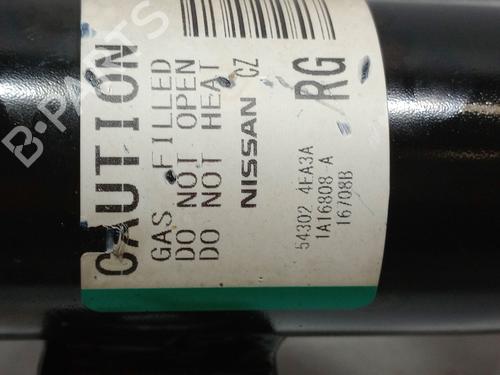 CAUTION
GAS FILLED
DO NOT OPEN
DO NOT HEAT
NISSAN CZ
RG
54302 4EA3A
1A16808 A
16708B
B-PARTS